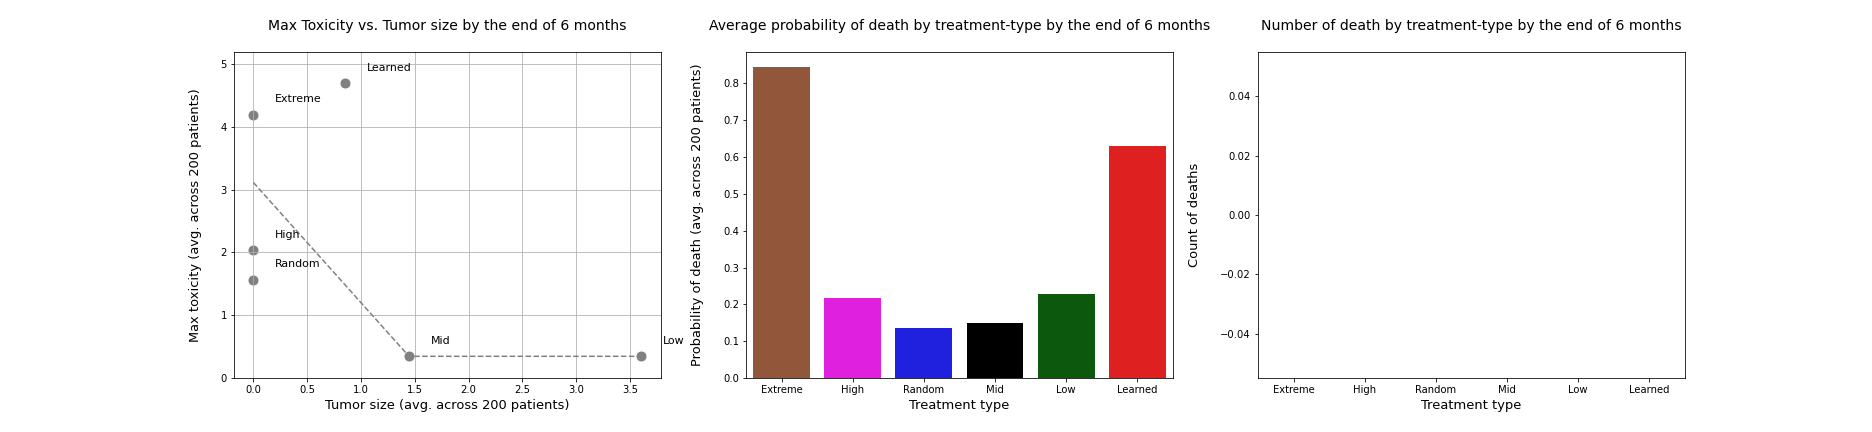 Max Toxicity vs. Tumor size by the end of 6 months
5
4
3
2
1
0
Max toxicity (avg. across 200 patients)
Learned
Extreme
High
Random
Mid
Low
0.0 0.5 1.0 1.5 2.0 2.5 3.0 3.5
Tumor size (avg. across 200 patients)
Average probability of death by treatment-type by the end of 6 months
0.8
0.7
0.6
0.5
0.4
0.3
0.2
0.1
0.0
Probability of death (avg. across 200 patients)
Extreme High Random Mid Low Learned
Treatment type
Number of death by treatment-type by the end of 6 months
0.04
0.02
0.00
−0.02
−0.04
Count of deaths
Extreme High Random Mid Low Learned
Treatment type